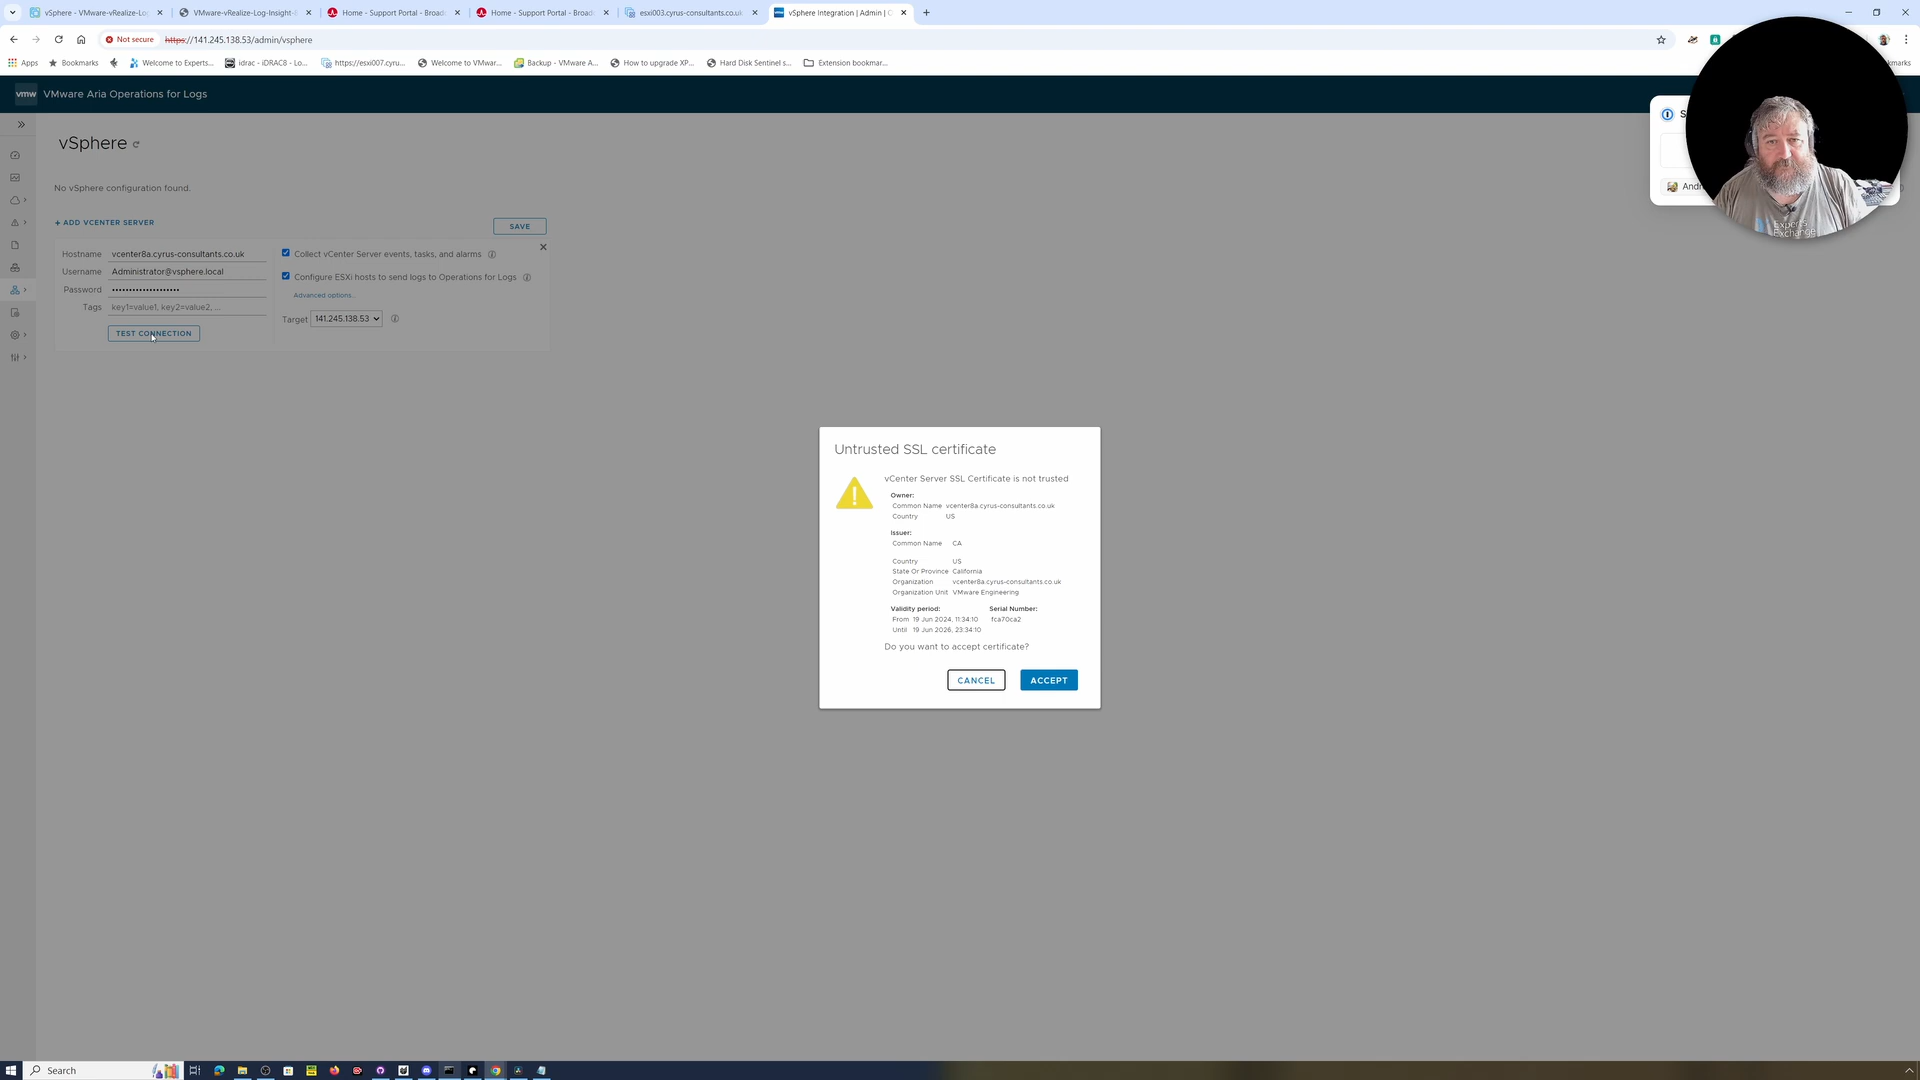 vSphere - VMware-vRealize-Log
VMware-vRealize-Log-Insight-
Home - Support Portal - Broadc
Home - Support Portal - Broadc
esxi003.cyrus-consultants.co.uk
vSphere Integration | Admin | O
Not secure
https://141.245.138.53/admin/vsphere
Apps
Bookmarks
Welcome to Experts...
idrac - iDRAC8 - Lo...
https://esxi007.cyru...
Welcome to VMwar...
Backup - VMware A...
How to upgrade XP...
Hard Disk Sentinel s...
Extension bookmar...
kmarks
vmw
VMware Aria Operations for Logs
S
Andr
Experts
Exchange
vSphere
No vSphere configuration found.
+ ADD VCENTER SERVER
SAVE
Hostname vcenter8a.cyrus-consultants.co.uk
Username Administrator@vsphere.local
Password
Tags key1=value1, key2=value2, ...
TEST CONNECTION
Collect vCenter Server events, tasks, and alarms
Configure ESXi hosts to send logs to Operations for Logs
Advanced options...
Target 141.245.138.53
Untrusted SSL certificate
vCenter Server SSL Certificate is not trusted
Owner:
Common Name vcenter8a.cyrus-consultants.co.uk
Country US
Issuer:
Common Name CA
Country US
State Or Province California
Organization vcenter8a.cyrus-consultants.co.uk
Organization Unit VMware Engineering
Validity period: Serial Number:
From 19 Jun 2024, 11:34:10 fca70ca2
Until 19 Jun 2026, 23:34:10
Do you want to accept certificate?
CANCEL
ACCEPT
Search